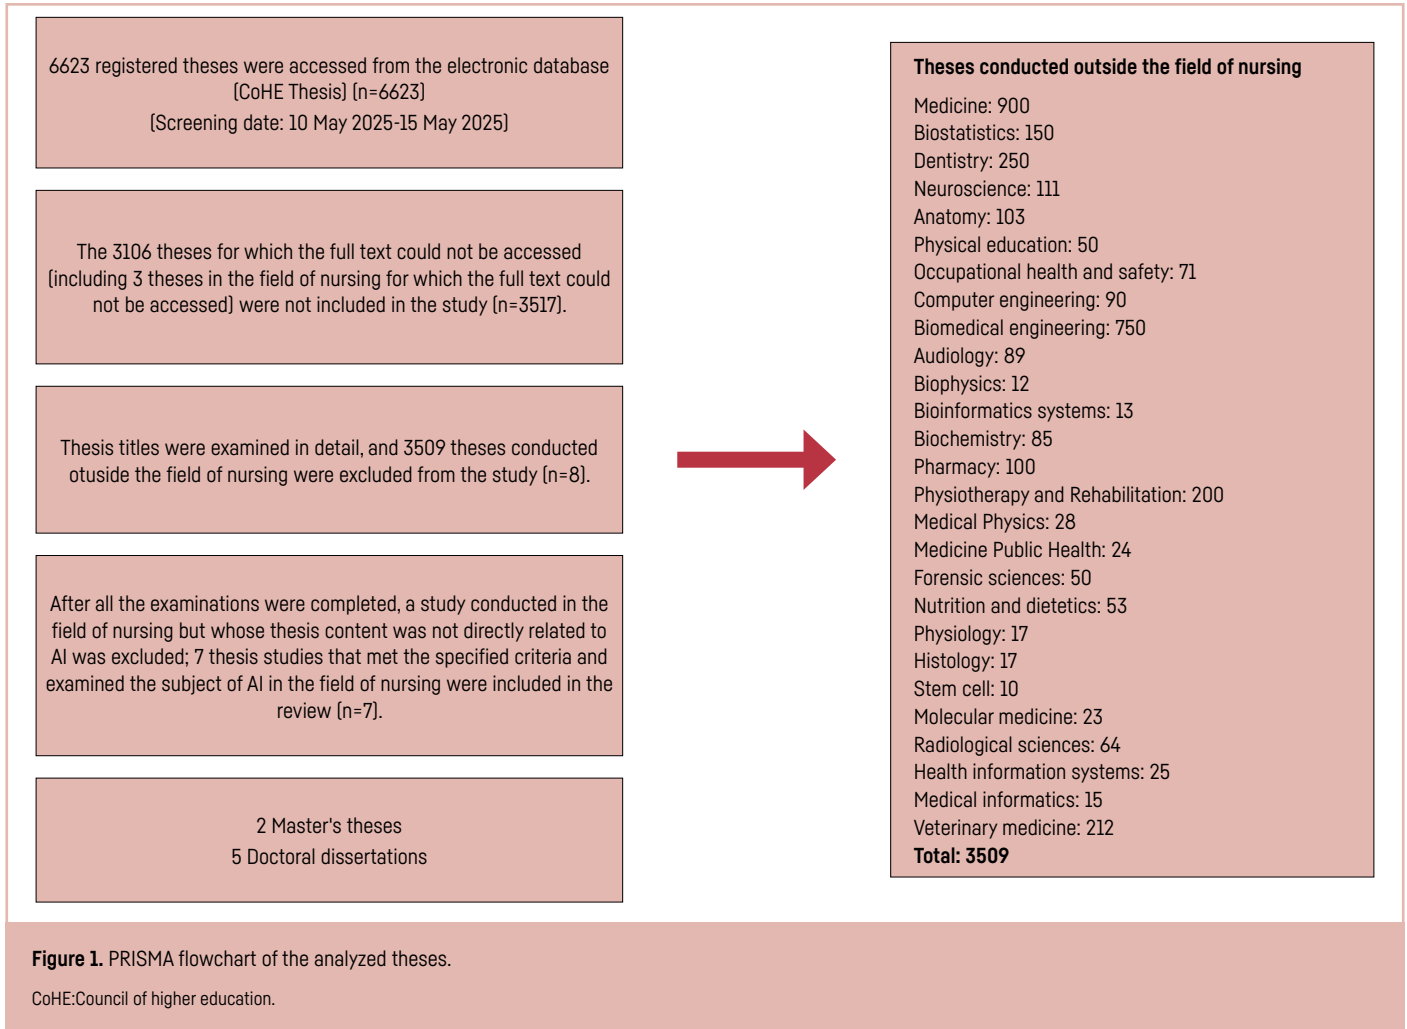 6623 registered theses were accessed from the electronic database
(CoHE Thesis) (n=6623)
(Screening date: 10 May 2025-15 May 2025)
The 3106 theses for which the full text could not be accessed
(including 3 theses in the field of nursing for which the full text could
not be accessed) were not included in the study (n=3517).
Thesis titles were examined in detail, and 3509 theses conducted
otuside the field of nursing were excluded from the study (n=8).
After all the examinations were completed, a study conducted in the
field of nursing but whose thesis content was not directly related to
AI was excluded; 7 thesis studies that met the specified criteria and
examined the subject of AI in the field of nursing were included in the
review (n=7).
2 Master's theses
5 Doctoral dissertations
Theses conducted outside the field of nursing
Medicine: 900
Biostatistics: 150
Dentistry: 250
Neuroscience: 111
Anatomy: 103
Physical education: 50
Occupational health and safety: 71
Computer engineering: 90
Biomedical engineering: 750
Audiology: 89
Biophysics: 12
Bioinformatics systems: 13
Biochemistry: 85
Pharmacy: 100
Physiotherapy and Rehabilitation: 200
Medical Physics: 28
Medicine Public Health: 24
Forensic sciences: 50
Nutrition and dietetics: 53
Physiology: 17
Histology: 17
Stem cell: 10
Molecular medicine: 23
Radiological sciences: 64
Health information systems: 25
Medical informatics: 15
Veterinary medicine: 212
Total: 3509
Figure 1. PRISMA flowchart of the analyzed theses.
CoHE:Council of higher education.